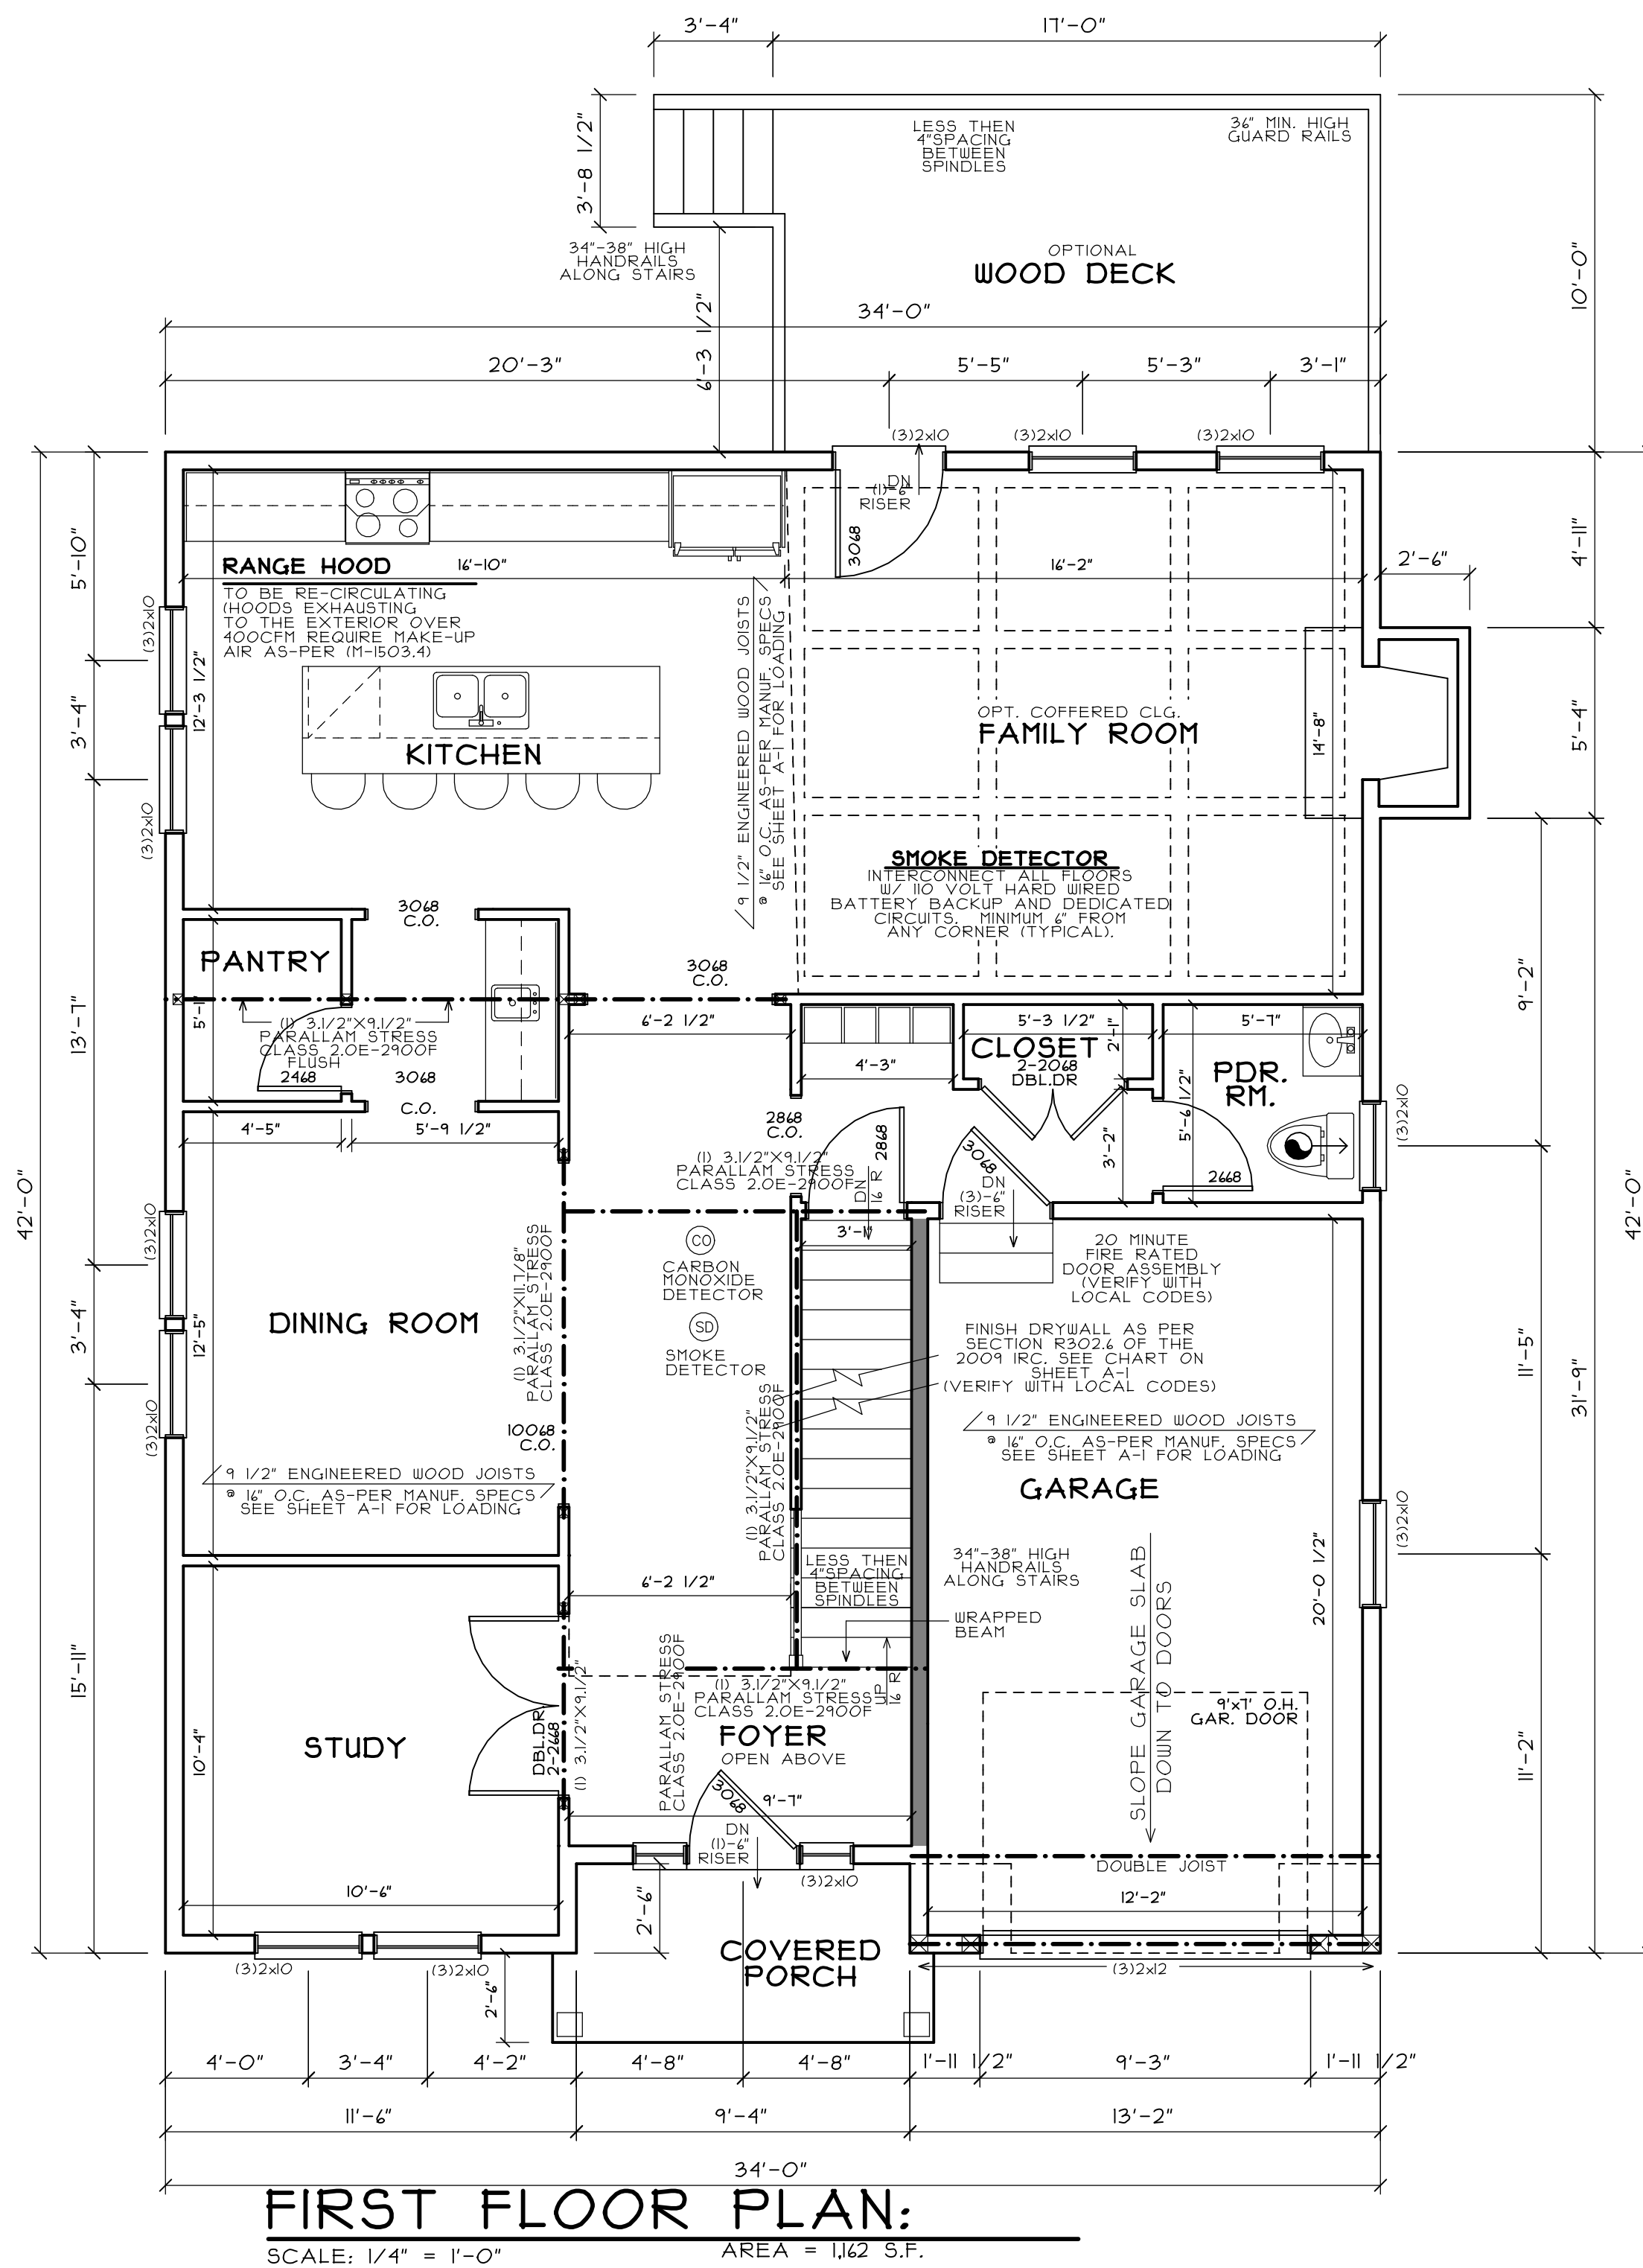 3'-4"
17'-0"
3'-8 1/2"
LESS THEN
4"SPACING
BETWEEN
SPINDLES
36" MIN. HIGH
GUARD RAILS
34"-38" HIGH
HANDRAILS
ALONG STAIRS
OPTIONAL
WOOD DECK
10'-0"
34'-0"
6'-3 1/2"
20'-3"
5'-5"
5'-3"
3'-1"
(3)2x10
(3)2x10
(3)2x10
DN
(1)-6"
RISER
3068
5'-10"
4'-11"
2'-6"
RANGE HOOD
16'-10"
16'-2"
TO BE RE-CIRCULATING
(HOODS EXHAUSTING
TO THE EXTERIOR OVER
400CFM REQUIRE MAKE-UP
AIR AS-PER (M-1503.4)
(3)2x10
12'-3 1/2"
9 1/2" ENGINEERED WOOD JOISTS
@ 16" O.C. AS-PER MANUF. SPECS
SEE SHEET A-1 FOR LOADING
3'-4"
KITCHEN
OPT. COFFERED CLG.
FAMILY ROOM
14'-8"
5'-4"
(3)2x10
SMOKE DETECTOR
INTERCONNECT ALL FLOORS
W/ 110 VOLT HARD WIRED
BATTERY BACKUP AND DEDICATED
CIRCUITS. MINIMUM 6" FROM
ANY CORNER (TYPICAL).
3068
C.O.
PANTRY
3068
C.O.
9'-2"
13'-7"
5'-1"
(1) 3.1/2"X9.1/2"
PARALLAM STRESS
CLASS 2.0E-2900F
FLUSH
2468
3068
C.O.
6'-2 1/2"
4'-3"
5'-3 1/2"
2'-1"
CLOSET
2-2068
DBL.DR
5'-7"
PDR.
RM.
5'-6 1/2"
3'-2"
(3)2x10
4'-5"
5'-9 1/2"
2868
C.O.
2868
(1) 3.1/2"X9.1/2"
PARALLAM STRESS
CLASS 2.0E-2900F
DN
16 R
3068
DN
(3)-6"
RISER
2668
42'-0"
42'-0"
(3)2x10
3'-1"
CO
CARBON
MONOXIDE
DETECTOR
SD
SMOKE
DETECTOR
20 MINUTE
FIRE RATED
DOOR ASSEMBLY
(VERIFY WITH
LOCAL CODES)
3'-4"
12'-5"
DINING ROOM
(1) 3.1/2"X11.7/8"
PARALLAM STRESS
CLASS 2.0E-2900F
FINISH DRYWALL AS PER
SECTION R302.6 OF THE
2009 IRC. SEE CHART ON
SHEET A-1
(VERIFY WITH LOCAL CODES)
11'-5"
31'-9"
(3)2x10
10068
C.O.
(1) 3.1/2"X9.1/2"
PARALLAM STRESS
CLASS 2.0E-2900F
9 1/2" ENGINEERED WOOD JOISTS
@ 16" O.C. AS-PER MANUF. SPECS
SEE SHEET A-1 FOR LOADING
9 1/2" ENGINEERED WOOD JOISTS
@ 16" O.C. AS-PER MANUF. SPECS
SEE SHEET A-1 FOR LOADING
GARAGE
(3)2x10
LESS THEN
4"SPACING
BETWEEN
SPINDLES
34"-38" HIGH
HANDRAILS
ALONG STAIRS
20'-0 1/2"
6'-2 1/2"
WRAPPED
BEAM
SLOPE GARAGE SLAB
DOWN TO DOORS
15'-11"
(1) 3.1/2"X9.1/2"
PARALLAM STRESS
CLASS 2.0E-2900F
(1) 3.1/2"X9.1/2"
PARALLAM STRESS
CLASS 2.0E-2900F
UP
16 R
9'x7' O.H.
GAR. DOOR
10'-4"
STUDY
DBL.DR
2-2668
FOYER
OPEN ABOVE
11'-2"
3068
9'-7"
DN
(1)-6"
RISER
(3)2x10
DOUBLE JOIST
10'-6"
2'-6"
12'-2"
COVERED
PORCH
(3)2x10
(3)2x10
2'-6"
(3)2x12
4'-0"
3'-4"
4'-2"
4'-8"
4'-8"
1'-11 1/2"
9'-3"
1'-11 1/2"
11'-6"
9'-4"
13'-2"
34'-0"
FIRST FLOOR PLAN:
SCALE: 1/4" = 1'-0"
AREA = 1,162 S.F.